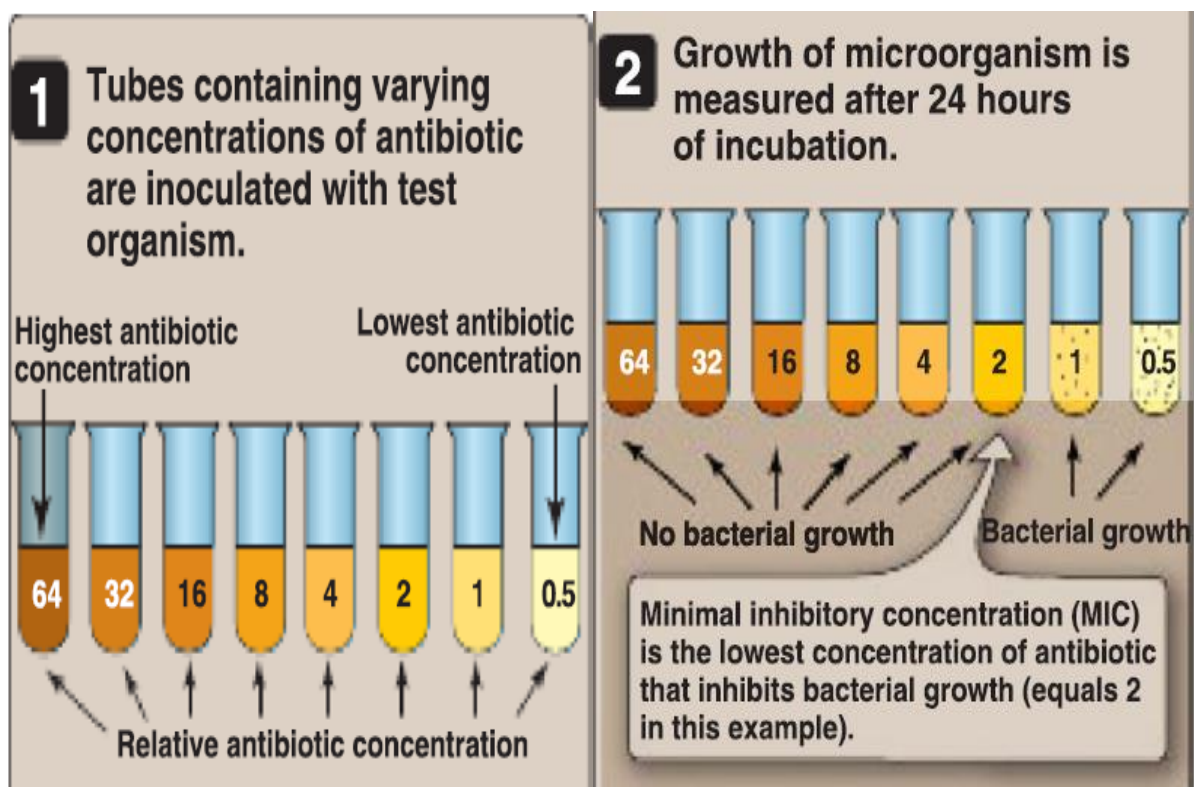 1
Tubes containing varying
concentrations of antibiotic
are inoculated with test
organism.
Highest antibiotic
concentration
Lowest antibiotic
concentration
64 32 16 8 4 2 1 0.5
Relative antibiotic concentration
2
Growth of microorganism is
measured after 24 hours
of incubation.
64 32 16 8 4 2 1 0.5
No bacterial growth
Bacterial growth
Minimal inhibitory concentration (MIC)
is the lowest concentration of antibiotic
that inhibits bacterial growth (equals 2
in this example).